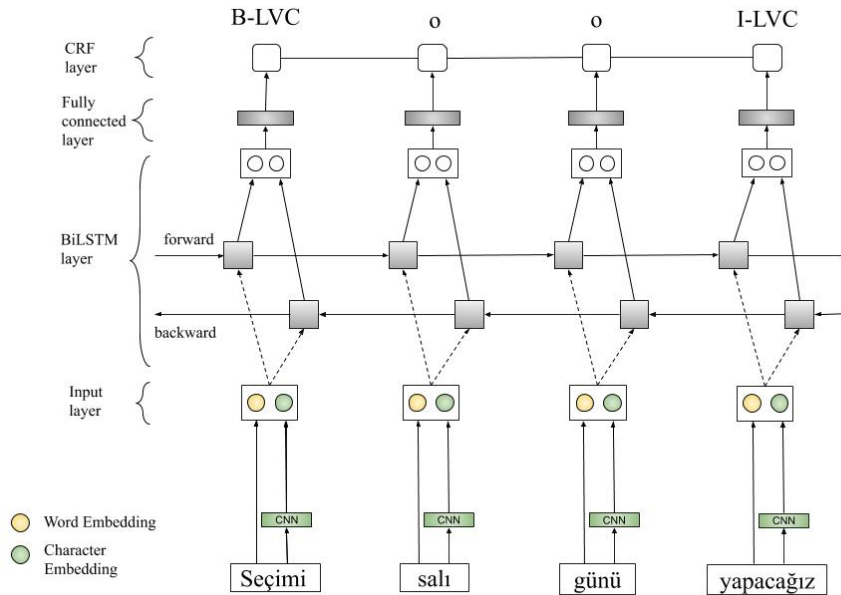 B-LVC o o I-LVC
CRF
layer
Fully
connected
layer
BiLSTM
layer
forward
backward
Input
layer
Word Embedding
Character
Embedding
CNN CNN CNN CNN
Seçimi salı günü yapacağız